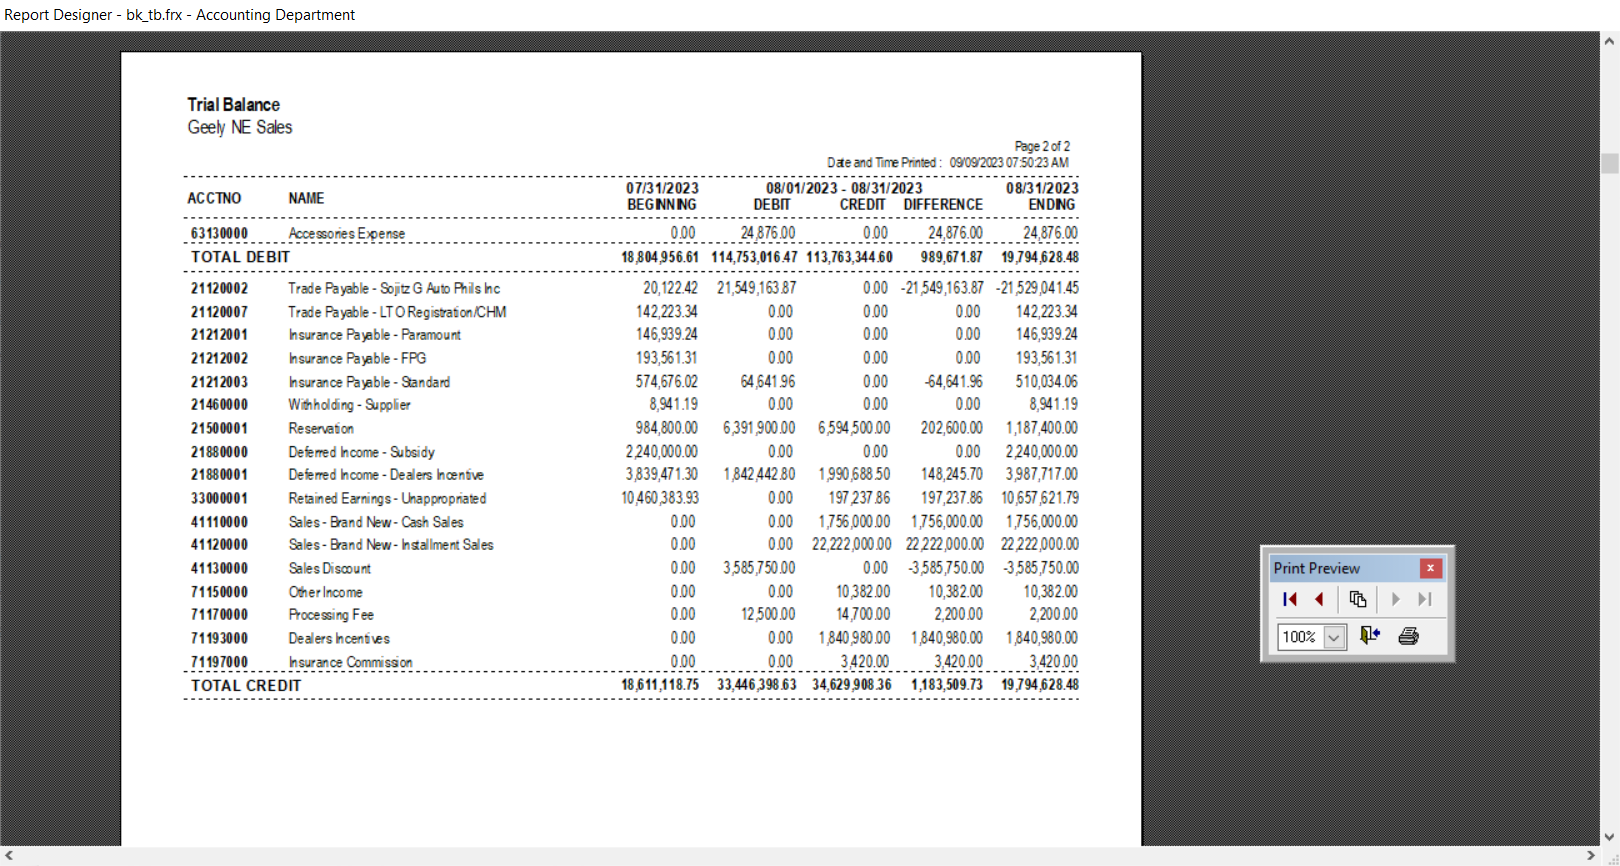 Report Designer - bk_tb.frx - Accounting Department
Trial Balance
Geely NE Sales
Page 2 of 2
Date and Time Printed : 09/09/2023 07:50:23 AM
07/31/2023 08/01/2023 - 08/31/2023 08/31/2023
ACCTNO NAME BEGINNING DEBIT CREDIT DIFFERENCE ENDING
63130000 Accessories Expense 0.00 24,876.00 0.00 24,876.00 24,876.00
TOTAL DEBIT 18,804,956.61 114,753,016.47 113,763,344.60 989,671.87 19,794,628.48
21120002 Trade Payable - Sojitz G Auto Phils Inc 20,122.42 21,549,163.87 0.00 -21,549,163.87 -21,529,041.45
21120007 Trade Payable - LTO Registration/CHM 142,223.34 0.00 0.00 0.00 142,223.34
21212001 Insurance Payable - Paramount 146,939.24 0.00 0.00 0.00 146,939.24
21212002 Insurance Payable - FPG 193,561.31 0.00 0.00 0.00 193,561.31
21212003 Insurance Payable - Standard 574,676.02 64,641.96 0.00 -64,641.96 510,034.06
21460000 Withholding - Supplier 8,941.19 0.00 0.00 0.00 8,941.19
21500001 Reservation 984,800.00 6,391,900.00 6,594,500.00 202,600.00 1,187,400.00
21880000 Deferred Income - Subsidy 2,240,000.00 0.00 0.00 0.00 2,240,000.00
21880001 Deferred Income - Dealers Incentive 3,839,471.30 1,842,442.80 1,990,688.50 148,245.70 3,987,717.00
33000001 Retained Earnings - Unappropriated 10,460,383.93 0.00 197,237.86 197,237.86 10,657,621.79
41110000 Sales - Brand New - Cash Sales 0.00 0.00 1,756,000.00 1,756,000.00 1,756,000.00
41120000 Sales - Brand New - Installment Sales 0.00 0.00 22,222,000.00 22,222,000.00 22,222,000.00
41130000 Sales Discount 0.00 3,585,750.00 0.00 -3,585,750.00 -3,585,750.00
71150000 Other Income 0.00 0.00 10,382.00 10,382.00 10,382.00
71170000 Processing Fee 0.00 12,500.00 14,700.00 2,200.00 2,200.00
71193000 Dealers Incentives 0.00 0.00 1,840,980.00 1,840,980.00 1,840,980.00
71197000 Insurance Commission 0.00 0.00 3,420.00 3,420.00 3,420.00
TOTAL CREDIT 18,611,118.75 33,446,398.63 34,629,908.36 1,183,509.73 19,794,628.48
Print Preview
100%